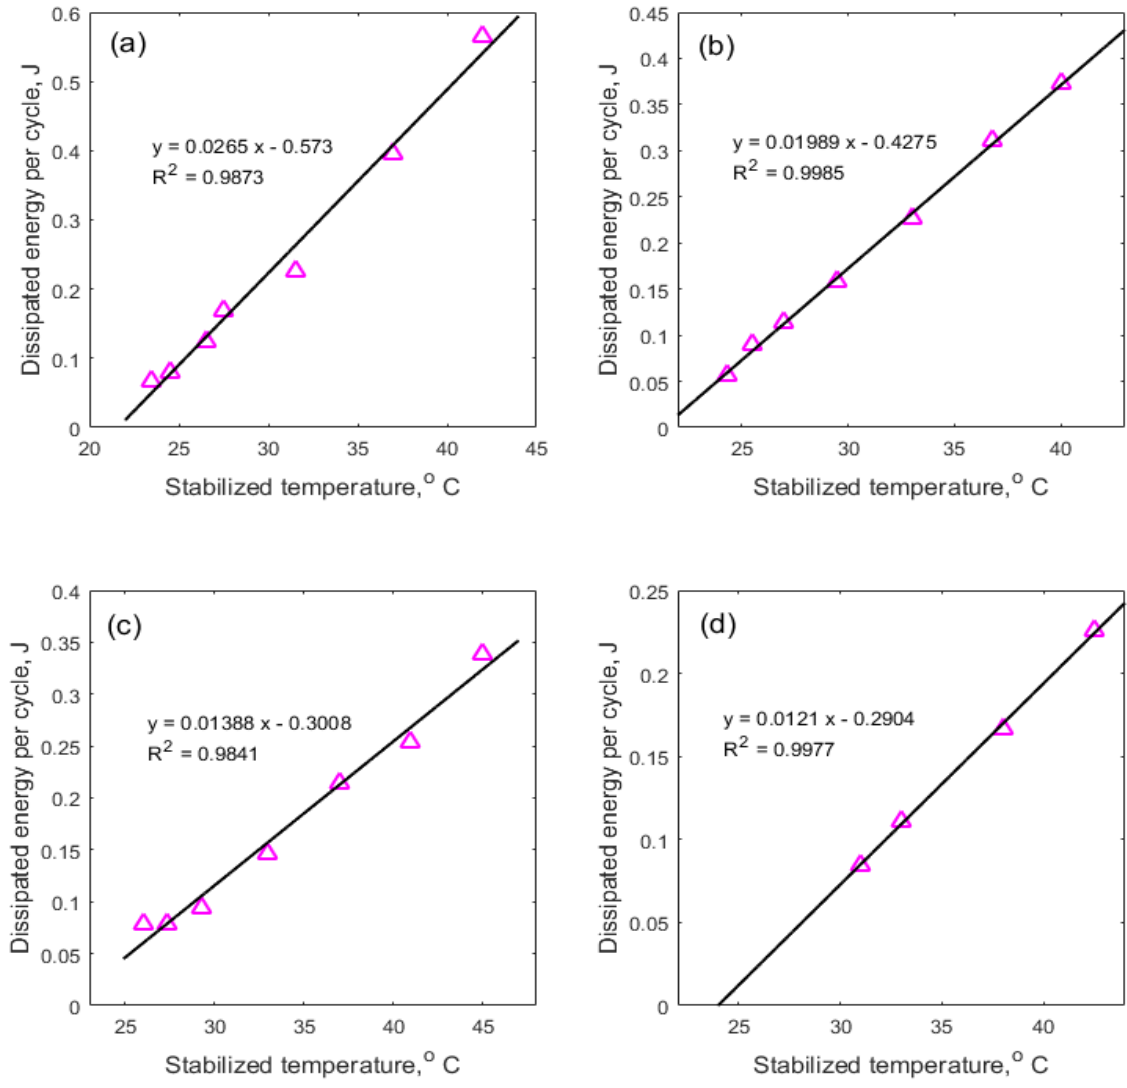 (a)
y = 0.0265 x - 0.573
R² = 0.9873
Dissipated energy per cycle, J
0.6
0.5
0.4
0.3
0.2
0.1
0
20 25 30 35 40 45
Stabilized temperature,° C
(b)
y = 0.01989 x - 0.4275
R² = 0.9985
Dissipated energy per cycle, J
0.45
0.4
0.35
0.3
0.25
0.2
0.15
0.1
0.05
0
25 30 35 40
Stabilized temperature,° C
(c)
y = 0.01388 x - 0.3008
R² = 0.9841
Dissipated energy per cycle, J
0.4
0.35
0.3
0.25
0.2
0.15
0.1
0.05
0
25 30 35 40 45
Stabilized temperature,° C
(d)
y = 0.0121 x - 0.2904
R² = 0.9977
Dissipated energy per cycle, J
0.25
0.2
0.15
0.1
0.05
0
25 30 35 40
Stabilized temperature,° C